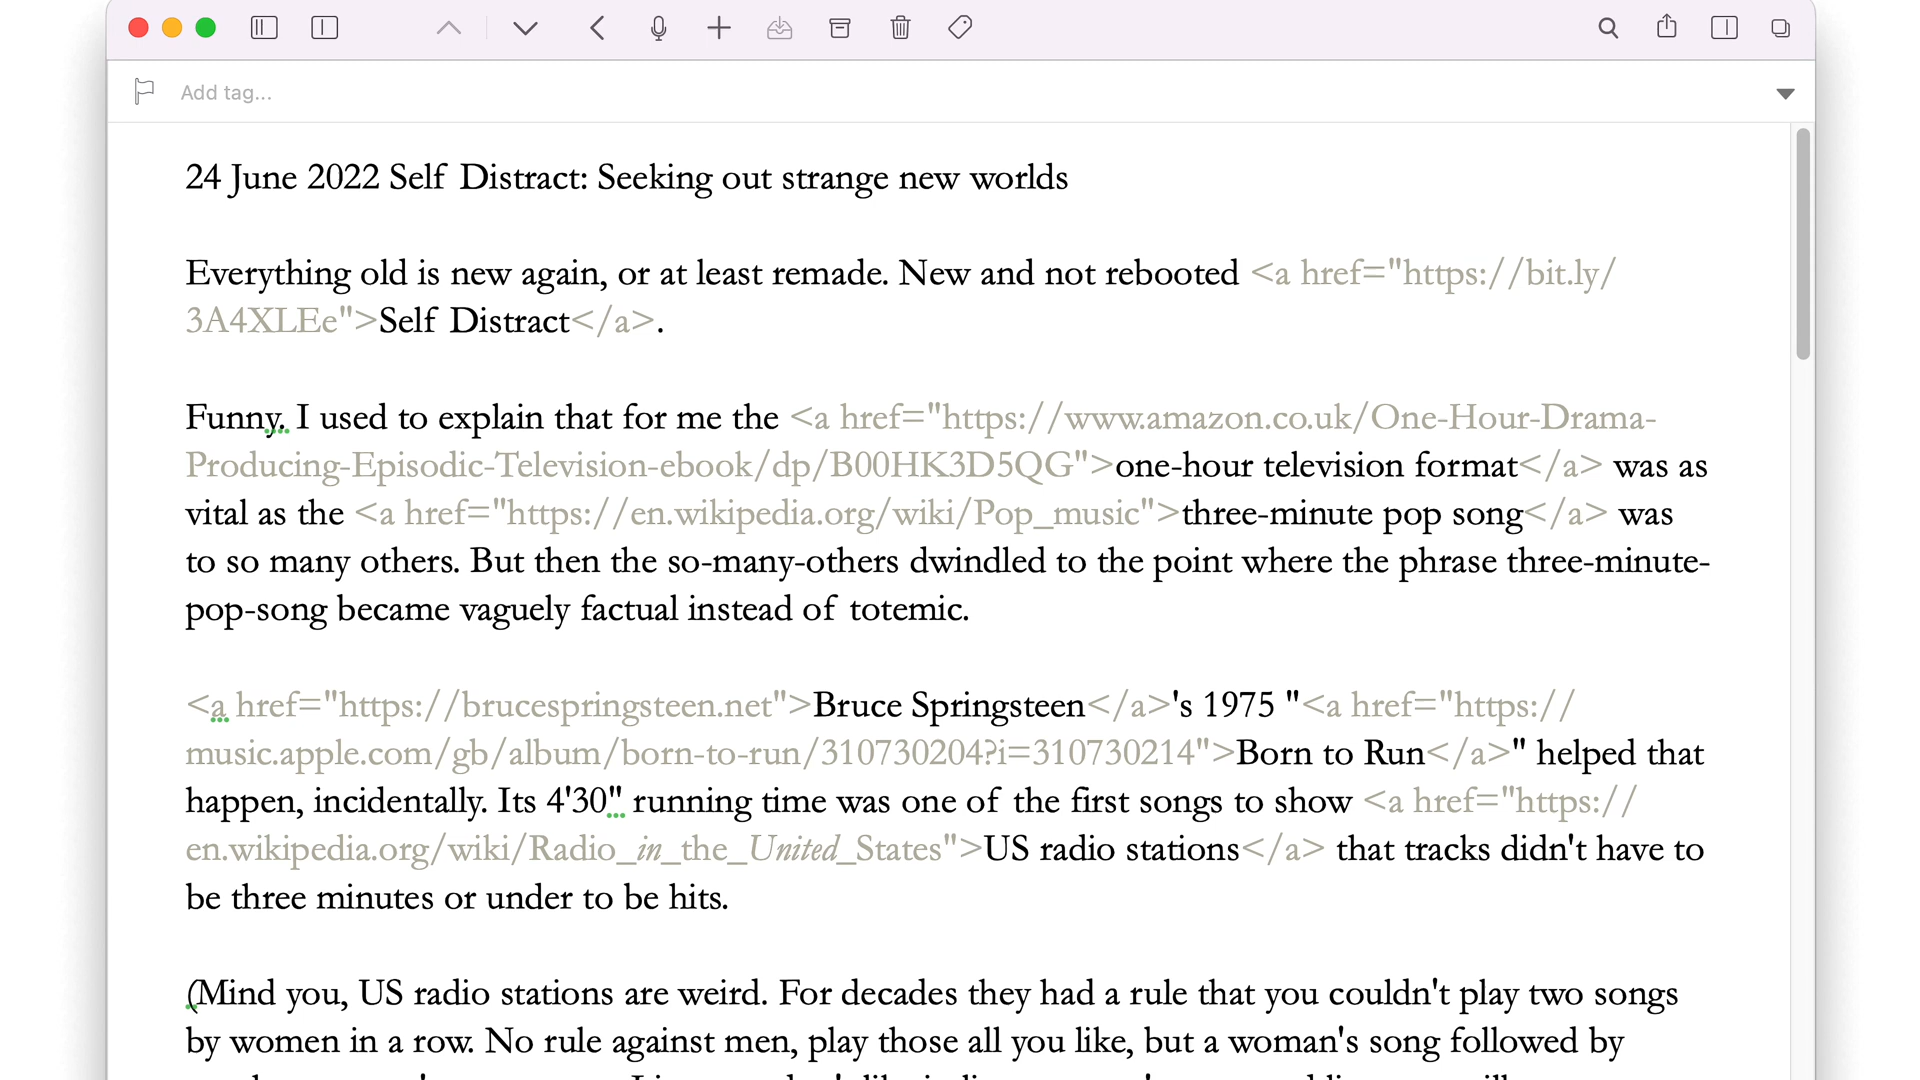 Add tag...
24 June 2022 Self Distract: Seeking out strange new worlds
Everything old is new again, or at least remade. New and not rebooted <a href="https://bit.ly/
3A4XLEe">Self Distract</a>.
Funny. I used to explain that for me the <a href="https://www.amazon.co.uk/One-Hour-Drama-
Producing-Episodic-Television-ebook/dp/B00HK3D5QG">one-hour television format</a> was as
vital as the <a href="https://en.wikipedia.org/wiki/Pop_music">three-minute pop song</a> was
to so many others. But then the so-many-others dwindled to the point where the phrase three-minute-
pop-song became vaguely factual instead of totemic.
<a href="https://brucespringsteen.net">Bruce Springsteen</a>'s 1975 "<a href="https://
music.apple.com/gb/album/born-to-run/310730204?i=310730214">Born to Run</a>" helped that
happen, incidentally. Its 4'30" running time was one of the first songs to show <a href="https://
en.wikipedia.org/wiki/Radio_in_the_United_States">US radio stations</a> that tracks didn't have to
be three minutes or under to be hits.
(Mind you, US radio stations are weird. For decades they had a rule that you couldn't play two songs
by women in a row. No rule against men, play those all you like, but a woman's song followed by